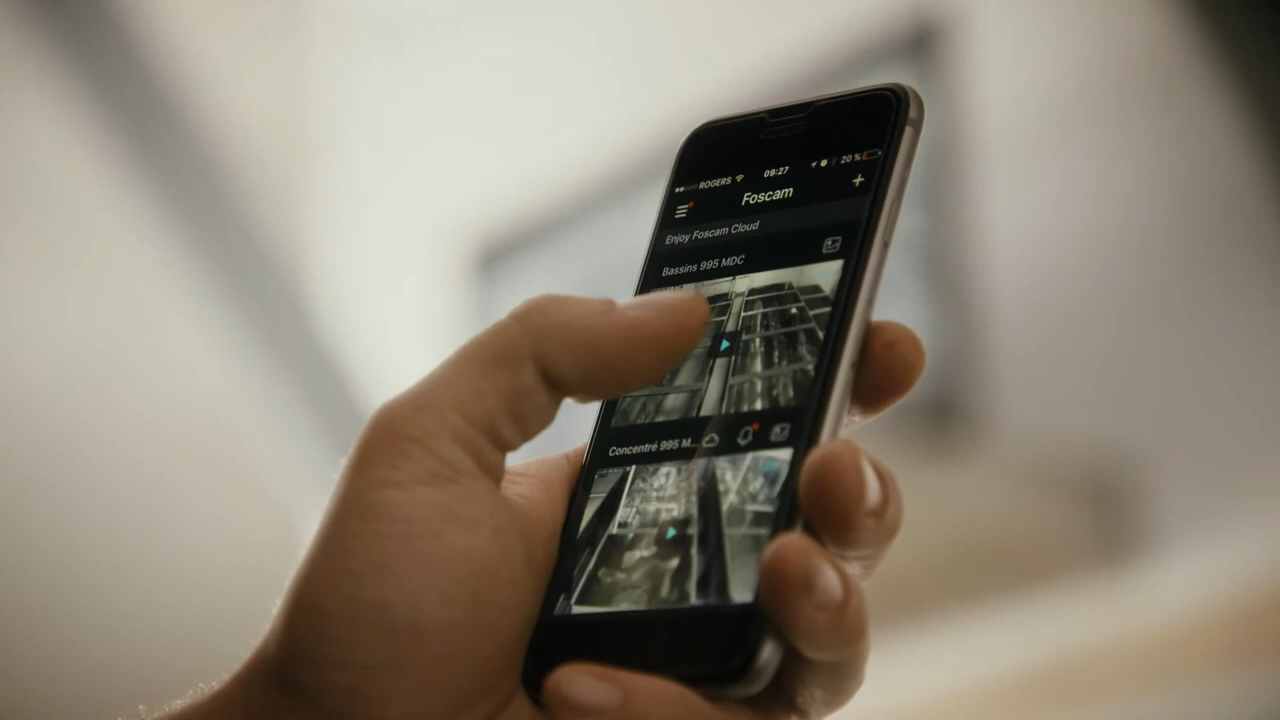 ROGERS 09:27 20 %
Foscam
Enjoy Foscam Cloud
Bassins 995 MDC
Concentré 995 M...